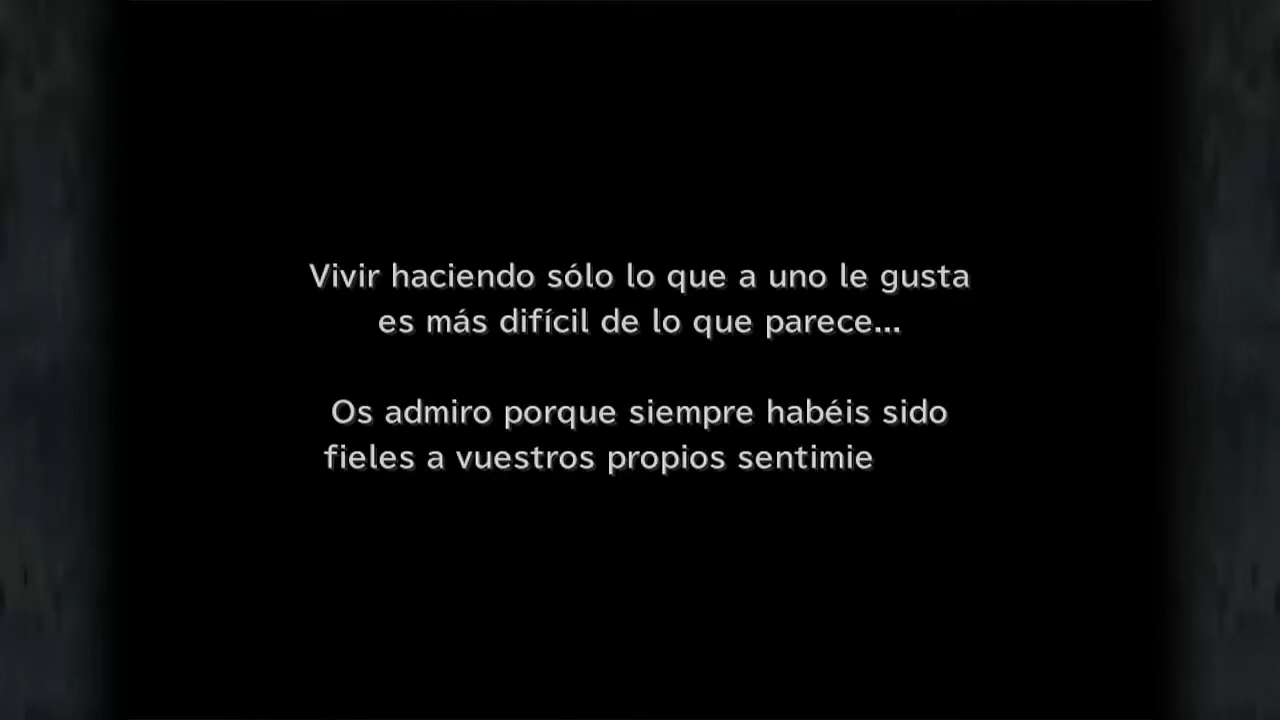 Vivir haciendo sólo lo que a uno le gusta
es más difícil de lo que parece...
Os admiro porque siempre habéis sido
fieles a vuestros propios sentimie